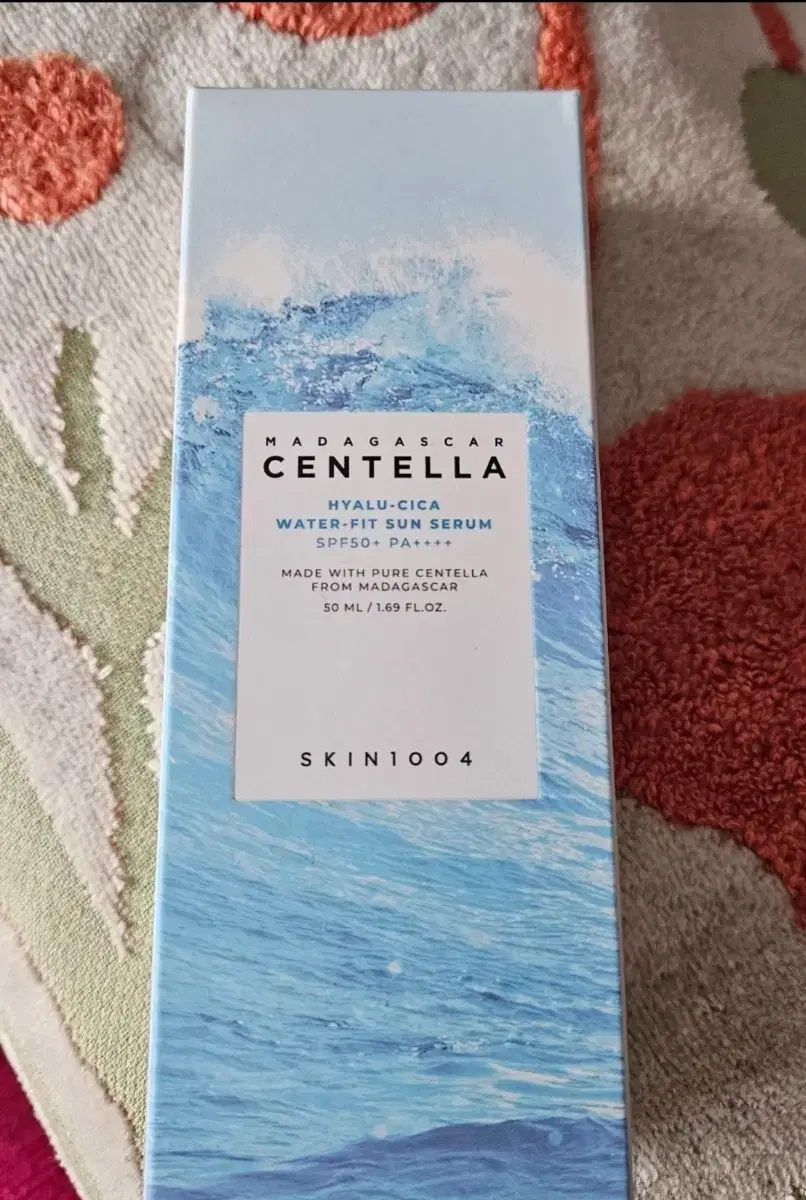 MADAGASCAR
CENTELLA
HYALU-CICA
WATER-FIT SUN SERUM
SPF50+ PA++++
MADE WITH PURE CENTELLA
FROM MADAGASCAR
50 ML / 1.69 FL.OZ.
SKIN1004